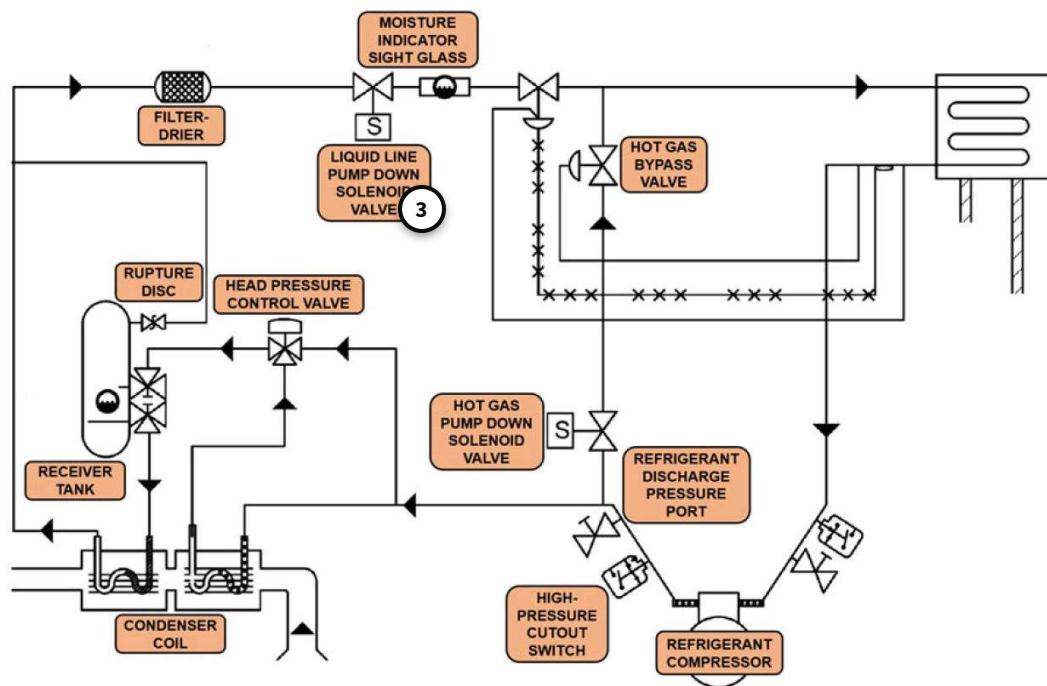 MOISTURE
INDICATOR
SIGHT GLASS
FILTER-
DRIER
S
LIQUID LINE
PUMP DOWN
SOLENOID
VALVE
3
HOT GAS
BYPASS
VALVE
RUPTURE
DISC
HEAD PRESSURE
CONTROL VALVE
HOT GAS
PUMP DOWN
SOLENOID
VALVE
S
RECEIVER
TANK
REFRIGERANT
DISCHARGE
PRESSURE
PORT
HIGH-
PRESSURE
CUTOUT
SWITCH
CONDENSER
COIL
REFRIGERANT
COMPRESSOR